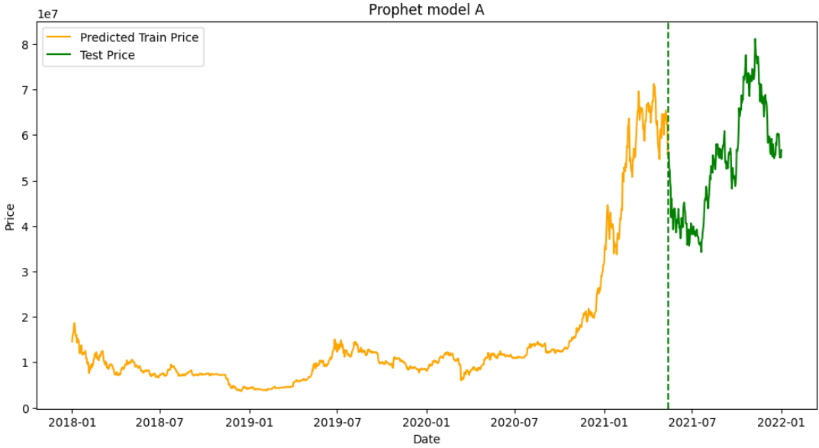 Prophet model A
1e7
Predicted Train Price
Test Price
8
7
6
5
4
3
2
1
0
Price
2018-01 2018-07 2019-01 2019-07 2020-01 2020-07 2021-01 2021-07 2022-01
Date